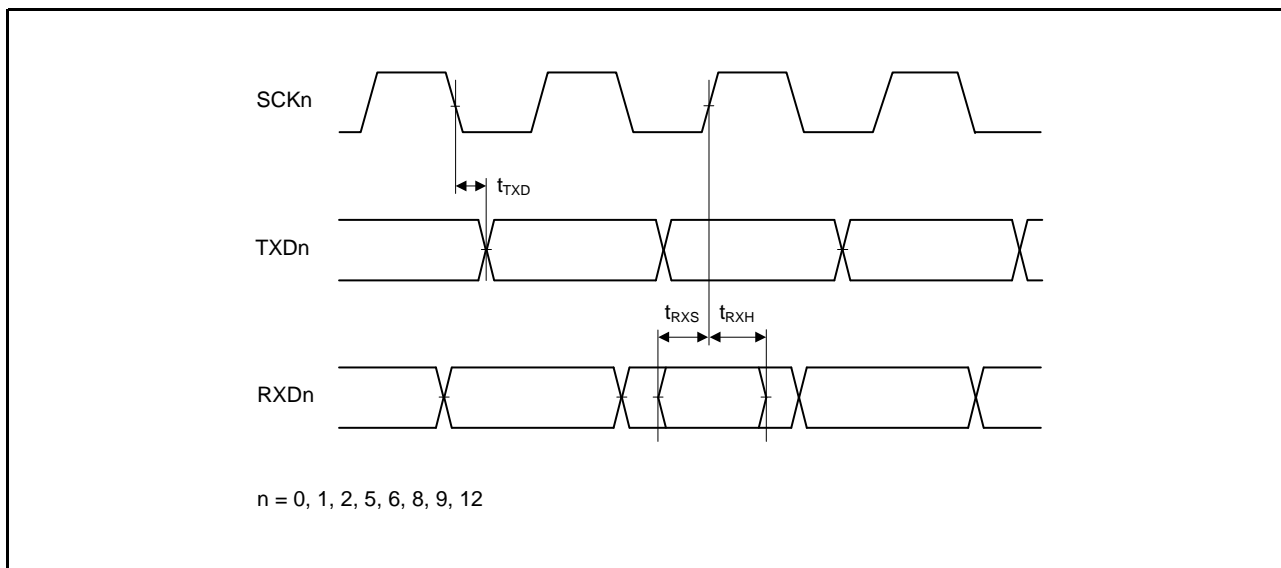 SCKn
tTXD
TXDn
tRXS tRXH
RXDn
n = 0, 1, 2, 5, 6, 8, 9, 12